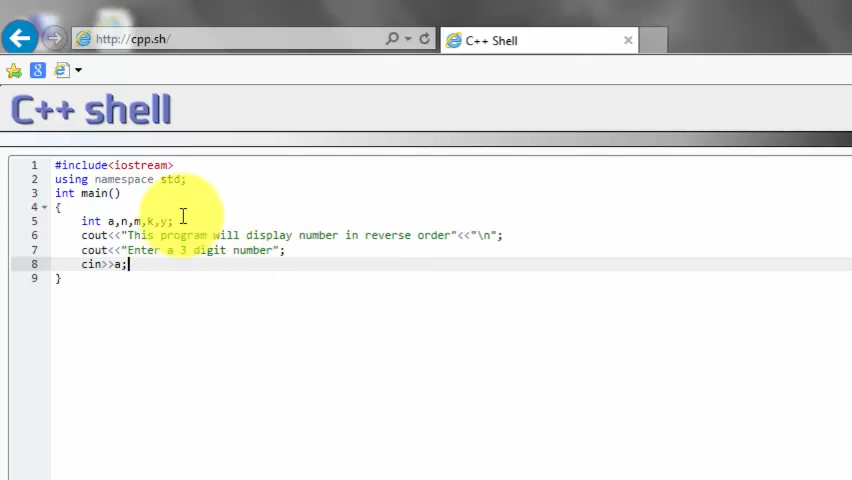 http://cpp.sh/
C++ Shell
8
C++ shell
1 #include<iostream>
2 using namespace std;
3 int main()
4 {
5 int a,n,m,k,y;
6 cout<<"This program will display number in reverse order"<<"\n";
7 cout<<"Enter a 3 digit number";
8 cin>>a;
9 }